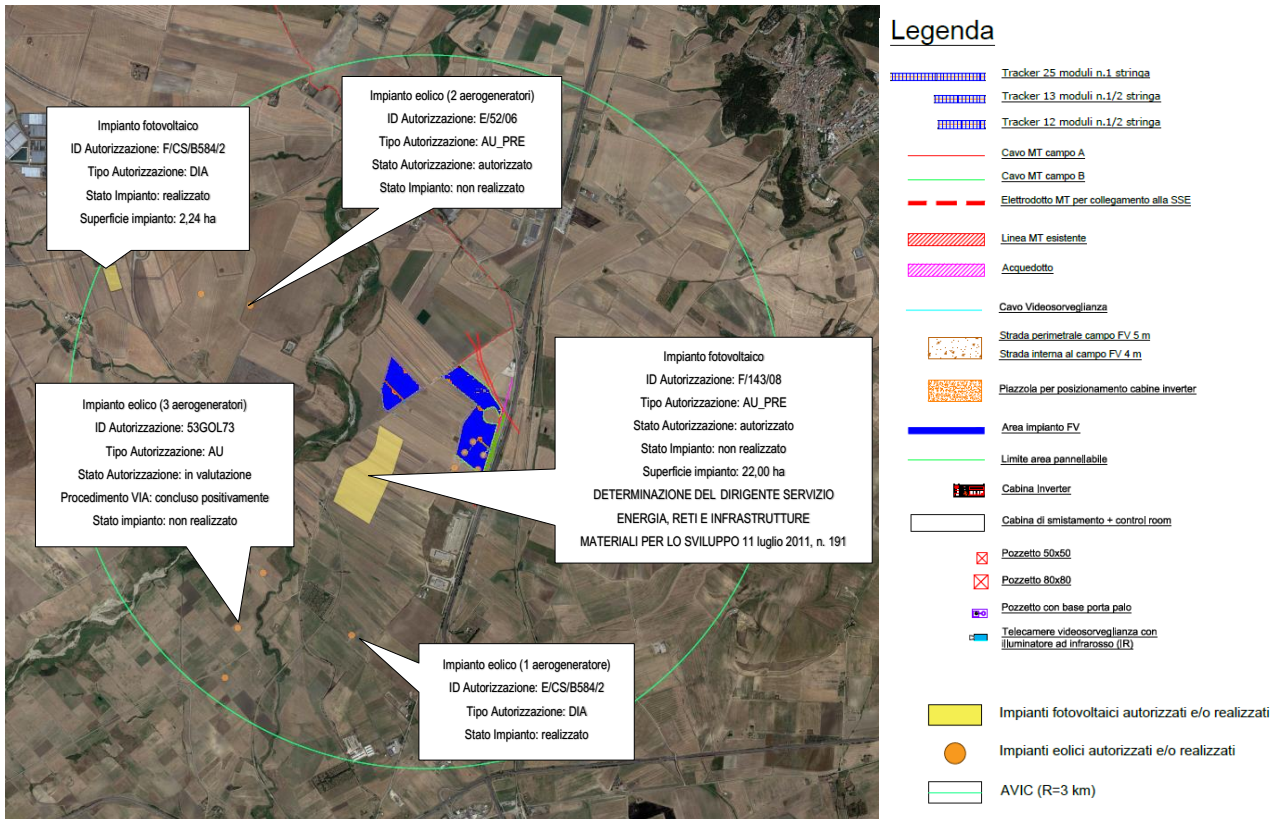 Impianto fotovoltaico
ID Autorizzazione: F/CS/B584/2
Tipo Autorizzazione: DIA
Stato Impianto: realizzato
Superficie impianto: 2,24 ha
Impianto eolico (2 aerogeneratori)
ID Autorizzazione: E/52/06
Tipo Autorizzazione: AU_PRE
Stato Autorizzazione: autorizzato
Stato Impianto: non realizzato
Impianto eolico (3 aerogeneratori)
ID Autorizzazione: 53GOL73
Tipo Autorizzazione: AU
Stato Autorizzazione: in valutazione
Procedimento VIA: concluso positivamente
Stato impianto: non realizzato
Impianto fotovoltaico
ID Autorizzazione: F/143/08
Tipo Autorizzazione: AU_PRE
Stato Autorizzazione: autorizzato
Stato Impianto: non realizzato
Superficie impianto: 22,00 ha
DETERMINAZIONE DEL DIRIGENTE SERVIZIO
ENERGIA, RETI E INFRASTRUTTURE
MATERIALI PER LO SVILUPPO 11 luglio 2011, n. 191
Impianto eolico (1 aerogeneratore)
ID Autorizzazione: E/CS/B584/2
Tipo Autorizzazione: DIA
Stato Impianto: realizzato
Legenda
Tracker 25 moduli n.1 stringa
Tracker 13 moduli n.1/2 stringa
Tracker 12 moduli n.1/2 stringa
Cavo MT campo A
Cavo MT campo B
Elettrodotto MT per collegamento alla SSE
Linea MT esistente
Acquedotto
Cavo Videosorveglianza
Strada perimetrale campo FV 5 m
Strada interna al campo FV 4 m
Piazzola per posizionamento cabine inverter
Area impianto FV
Limite area pannellabile
Cabina Inverter
Cabina di smistamento + control room
Pozzetto 50x50
Pozzetto 80x80
Pozzetto con base porta palo
Telecamere videosorveglianza con
illuminatore ad infrarosso (IR)
Impianti fotovoltaici autorizzati e/o realizzati
Impianti eolici autorizzati e/o realizzati
AVIC (R=3 km)